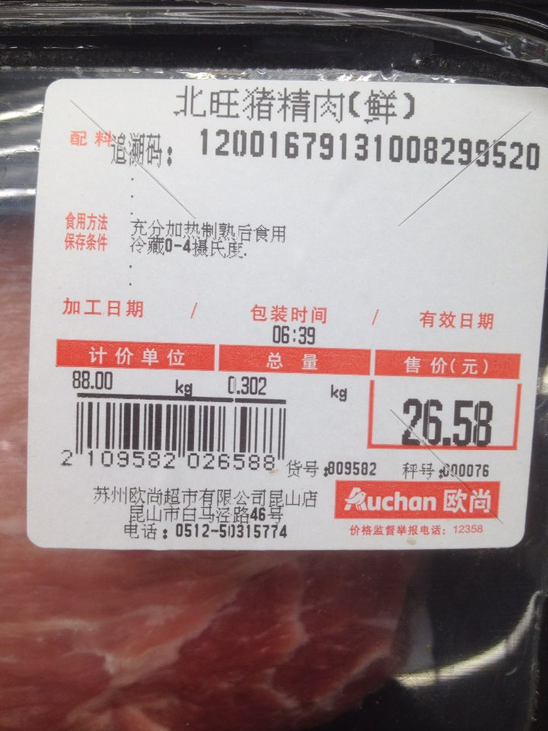 北旺猪精肉(鲜)
配料
追溯码: 12001679131008299520
食用方法 充分加热制熟后食用
保存条件 冷藏0-4摄氏度.
加工日期 / 包装时间 / 有效日期
06:39
计价单位 总量 售价(元)
88.00 kg 0.302 kg 26.58
2 109582 026588 货号:809582 秤号:000076
苏州欧尚超市有限公司昆山店
昆山市白马泾路46号
电话: 0512-50315774
Auchan 欧尚
价格监督举报电话: 12358